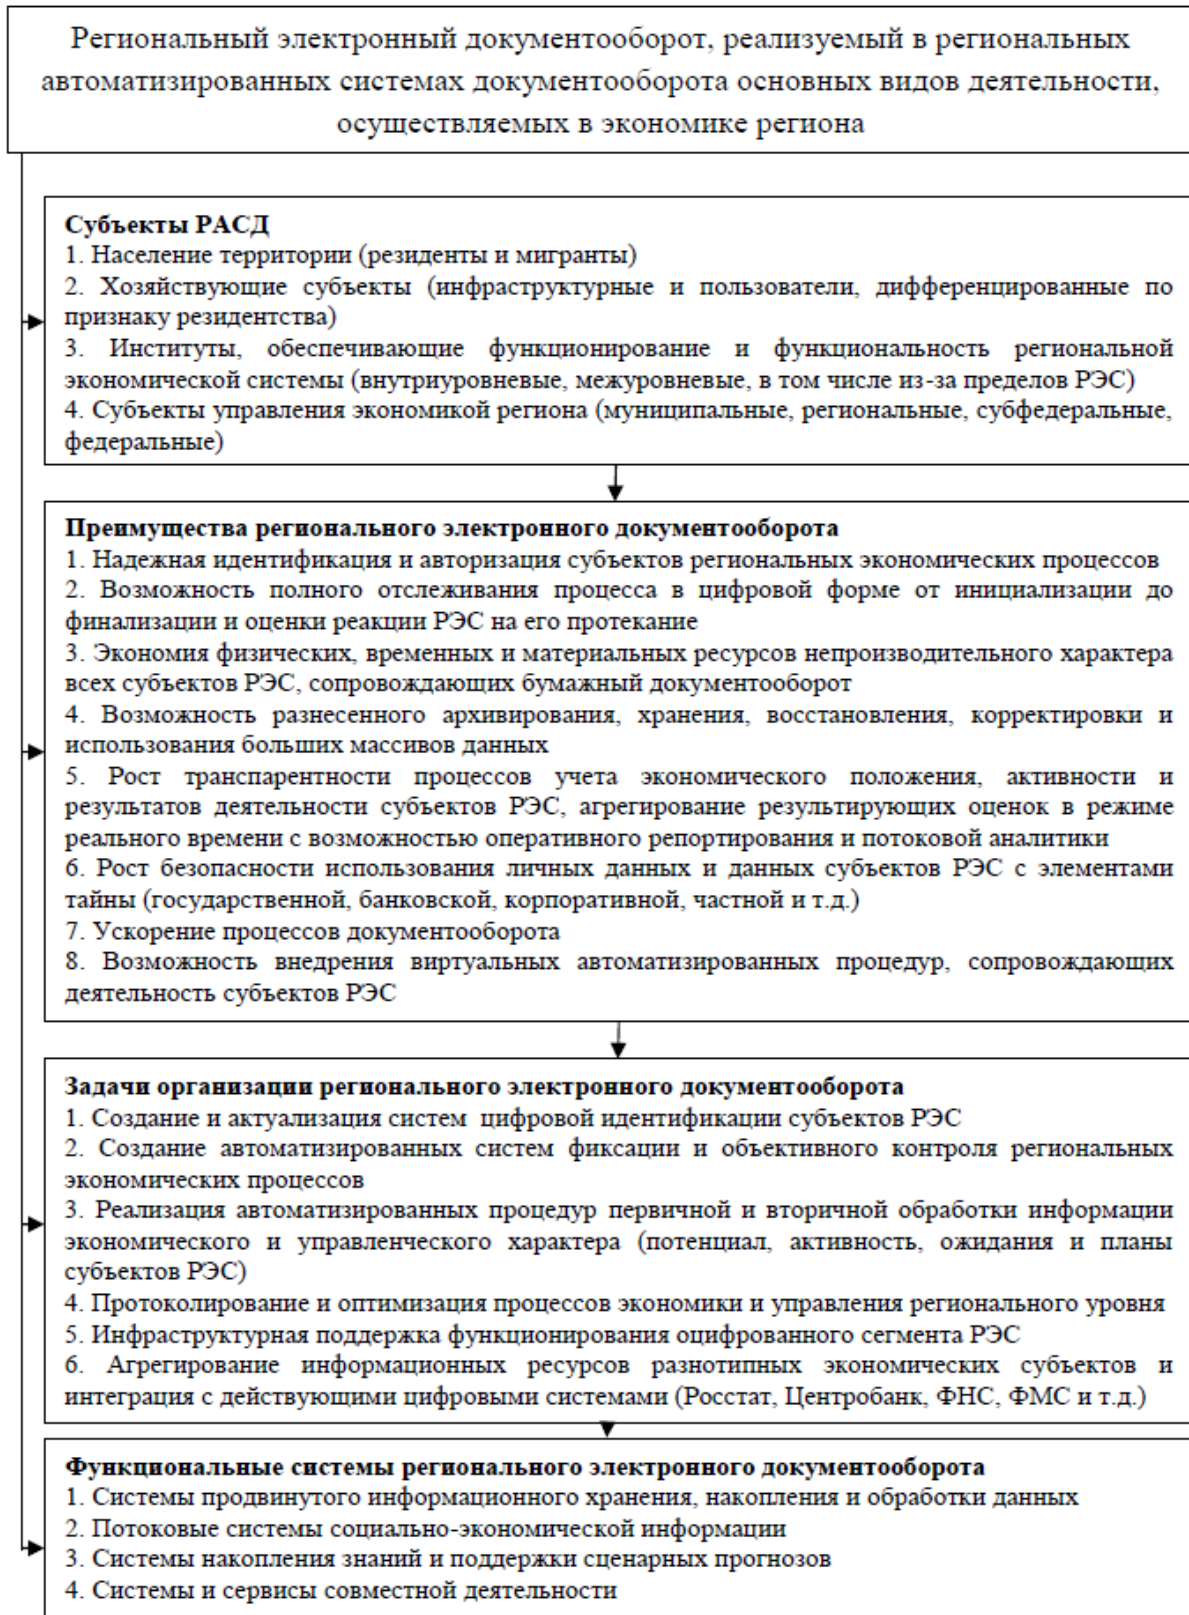 Региональный электронный документооборот, реализуемый в региональных
автоматизированных системах документооборота основных видов деятельности,
осуществляемых в экономике региона
Субъекты РАСД
1. Население территории (резиденты и мигранты)
2. Хозяйствующие субъекты (инфраструктурные и пользователи, дифференцированные по
признаку резидентства)
3. Институты, обеспечивающие функционирование и функциональность региональной
экономической системы (внутриуровневые, межуровневые, в том числе из-за пределов РЭС)
4. Субъекты управления экономикой региона (муниципальные, региональные, субфедеральные,
федеральные)
Преимущества регионального электронного документооборота
1. Надежная идентификация и авторизация субъектов региональных экономических процессов
2. Возможность полного отслеживания процесса в цифровой форме от инициализации до
финализации и оценки реакции РЭС на его протекание
3. Экономия физических, временных и материальных ресурсов непроизводительного характера
всех субъектов РЭС, сопровождающих бумажный документооборот
4. Возможность разнесенного архивирования, хранения, восстановления, корректировки и
использования больших массивов данных
5. Рост транспарентности процессов учета экономического положения, активности и
результатов деятельности субъектов РЭС, агрегирование результирующих оценок в режиме
реального времени с возможностью оперативного репортирования и потоковой аналитики
6. Рост безопасности использования личных данных и данных субъектов РЭС с элементами
тайны (государственной, банковской, корпоративной, частной и т.д.)
7. Ускорение процессов документооборота
8. Возможность внедрения виртуальных автоматизированных процедур, сопровождающих
деятельность субъектов РЭС
Задачи организации регионального электронного документооборота
1. Создание и актуализация систем цифровой идентификации субъектов РЭС
2. Создание автоматизированных систем фиксации и объективного контроля региональных
экономических процессов
3. Реализация автоматизированных процедур первичной и вторичной обработки информации
экономического и управленческого характера (потенциал, активность, ожидания и планы
субъектов РЭС)
4. Протоколирование и оптимизация процессов экономики и управления регионального уровня
5. Инфраструктурная поддержка функционирования оцифрованного сегмента РЭС
6. Агрегирование информационных ресурсов разнотипных экономических субъектов и
интеграция с действующими цифровыми системами (Росстат, Центробанк, ФНС, ФМС и т.д.)
Функциональные системы регионального электронного документооборота
1. Системы продвинутого информационного хранения, накопления и обработки данных
2. Потоковые системы социально-экономической информации
3. Системы накопления знаний и поддержки сценарных прогнозов
4. Системы и сервисы совместной деятельности